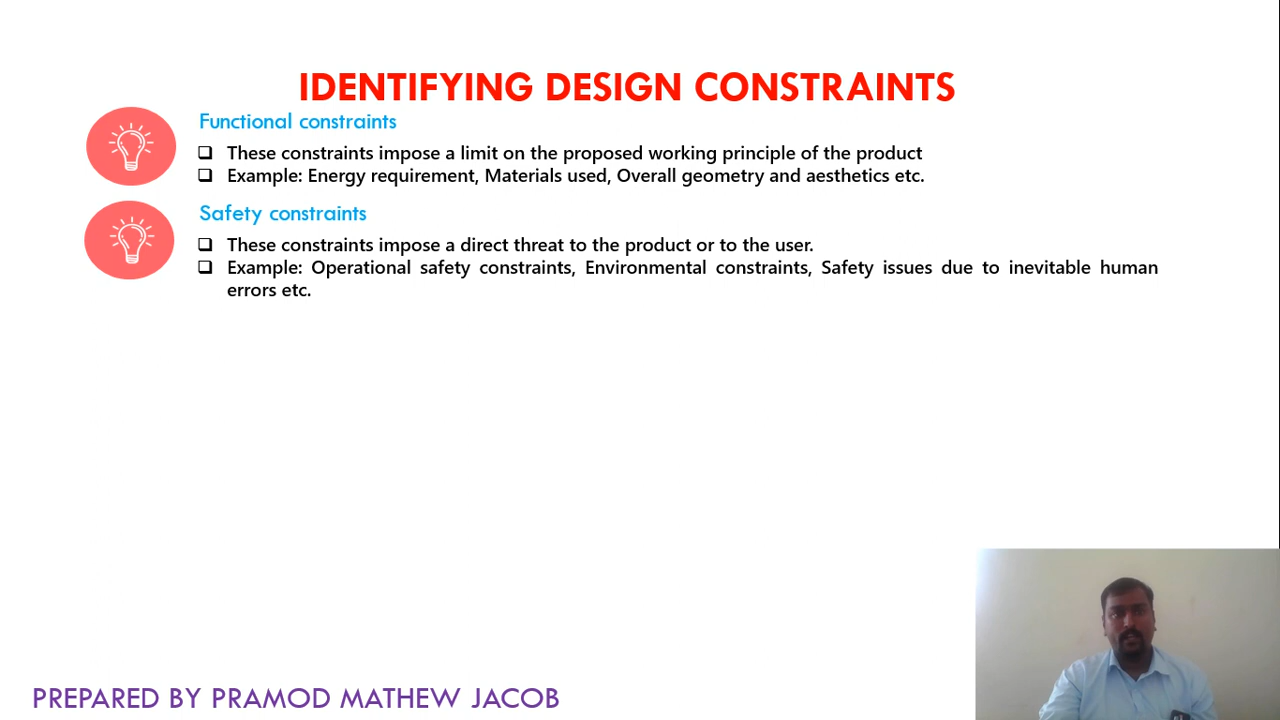 IDENTIFYING DESIGN CONSTRAINTS
Functional constraints
These constraints impose a limit on the proposed working principle of the product
Example: Energy requirement, Materials used, Overall geometry and aesthetics etc.
Safety constraints
These constraints impose a direct threat to the product or to the user.
Example: Operational safety constraints, Environmental constraints, Safety issues due to inevitable human
errors etc.
PREPARED BY PRAMOD MATHEW JACOB